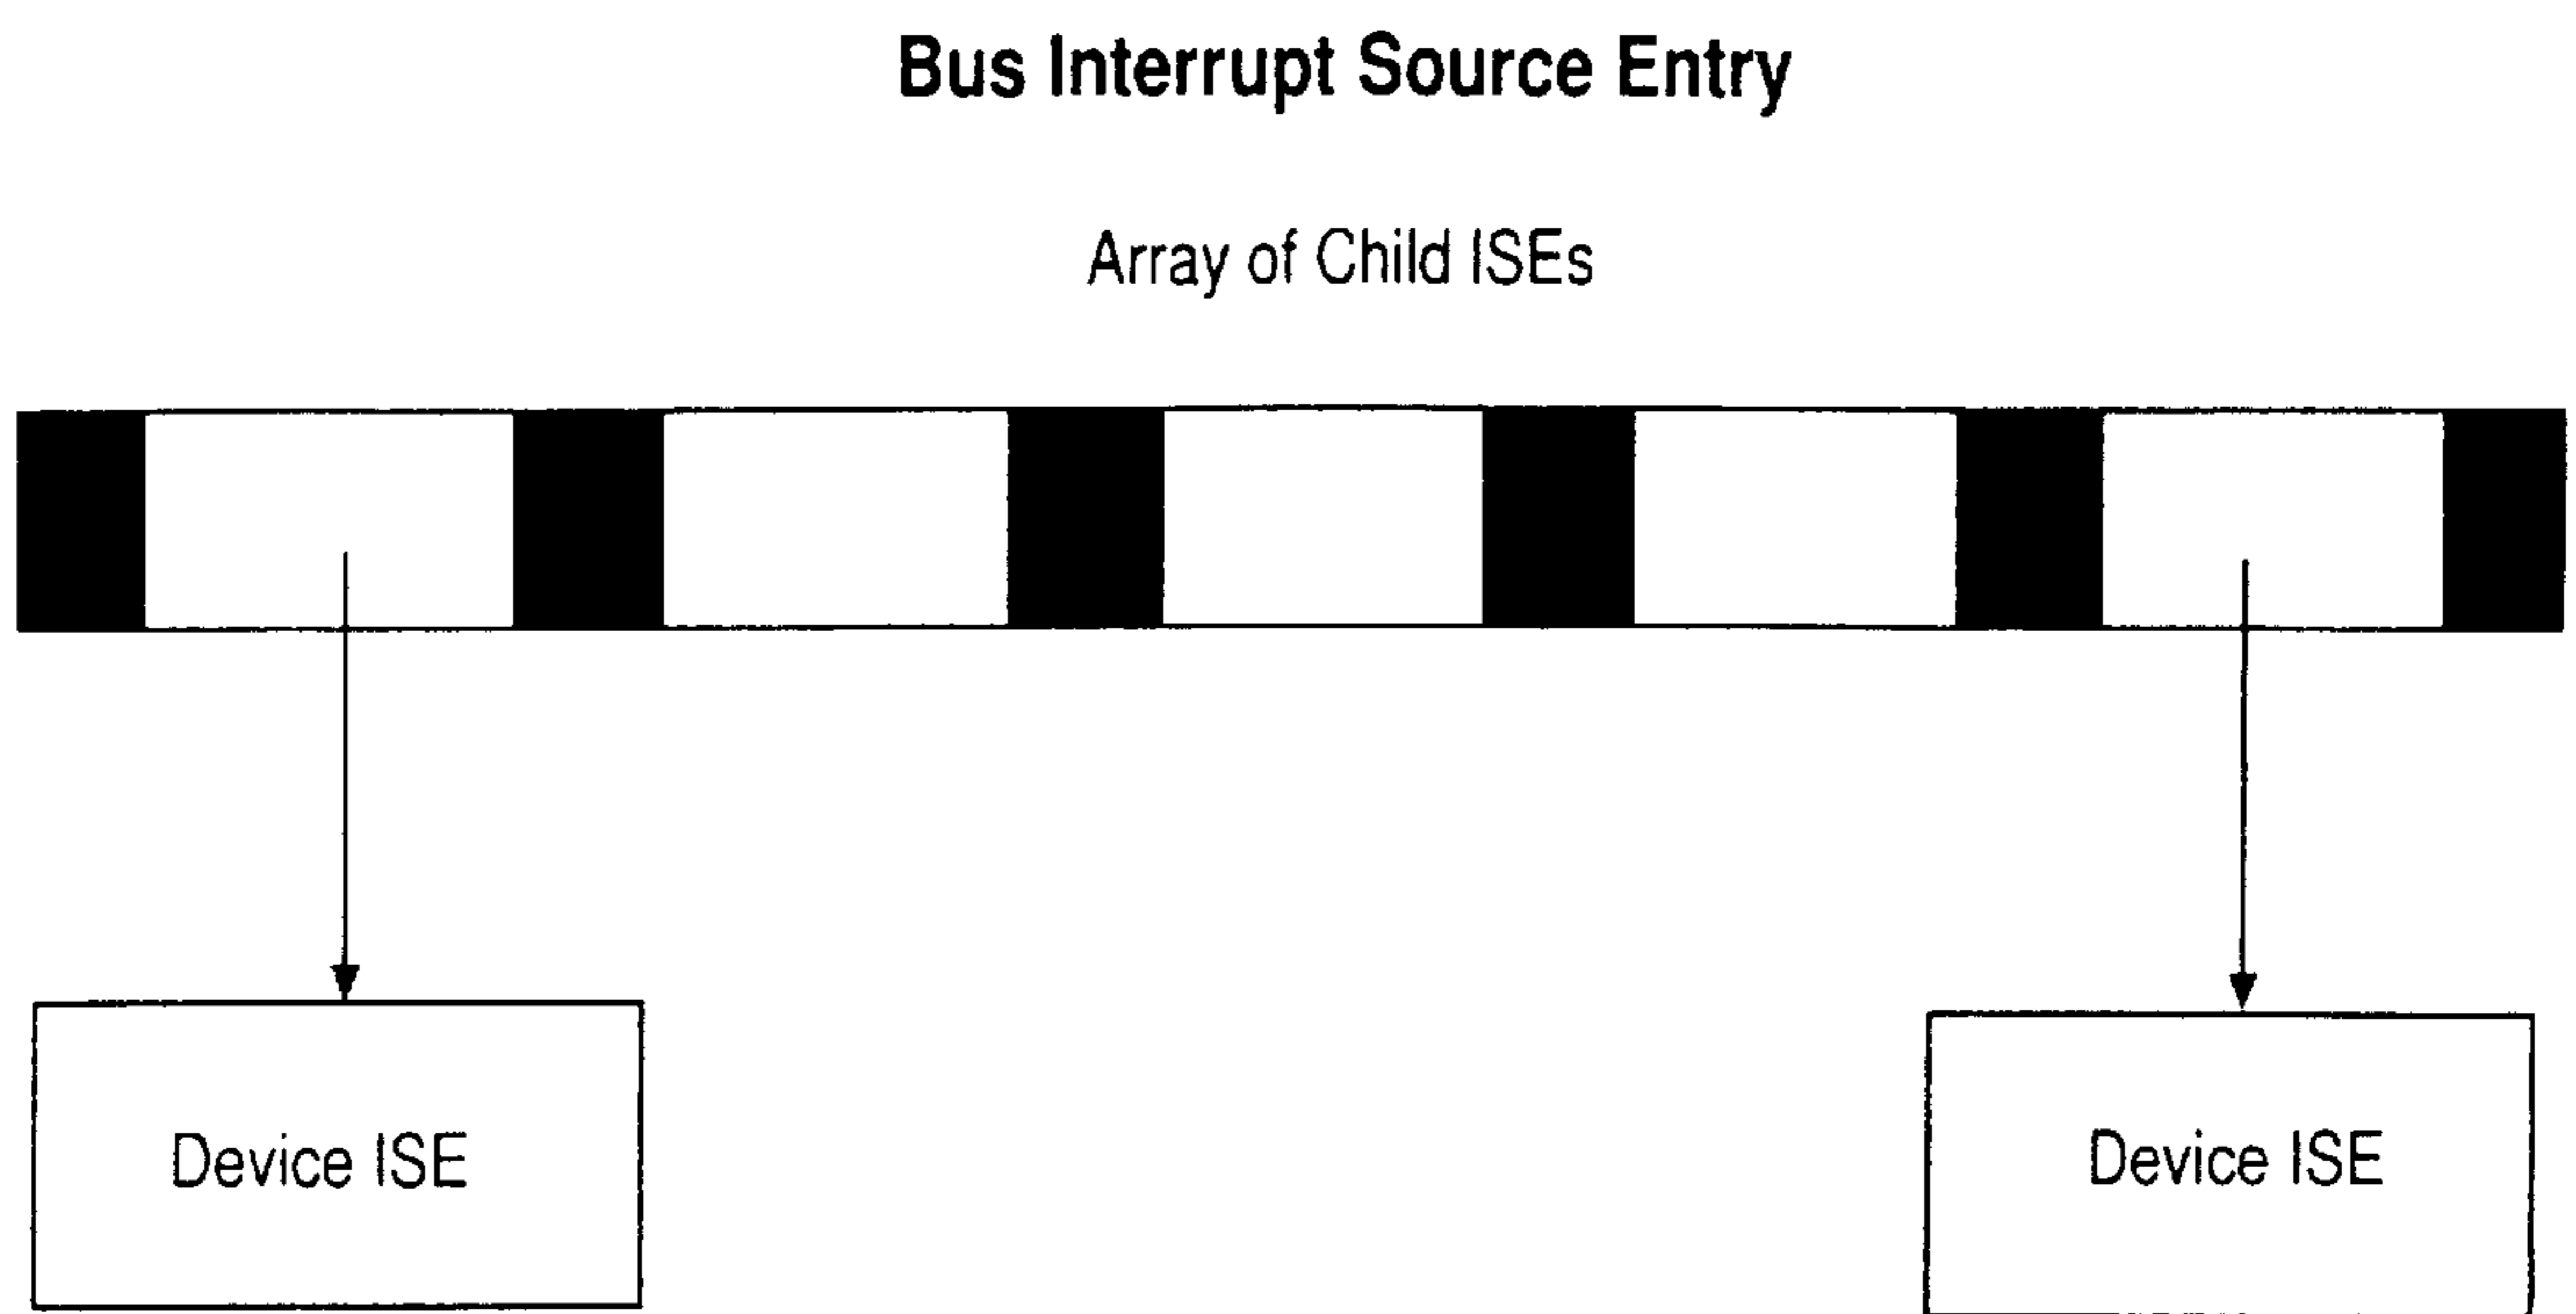 Bus Interrupt Source Entry
Array of Child ISEs
Device ISE
Device ISE